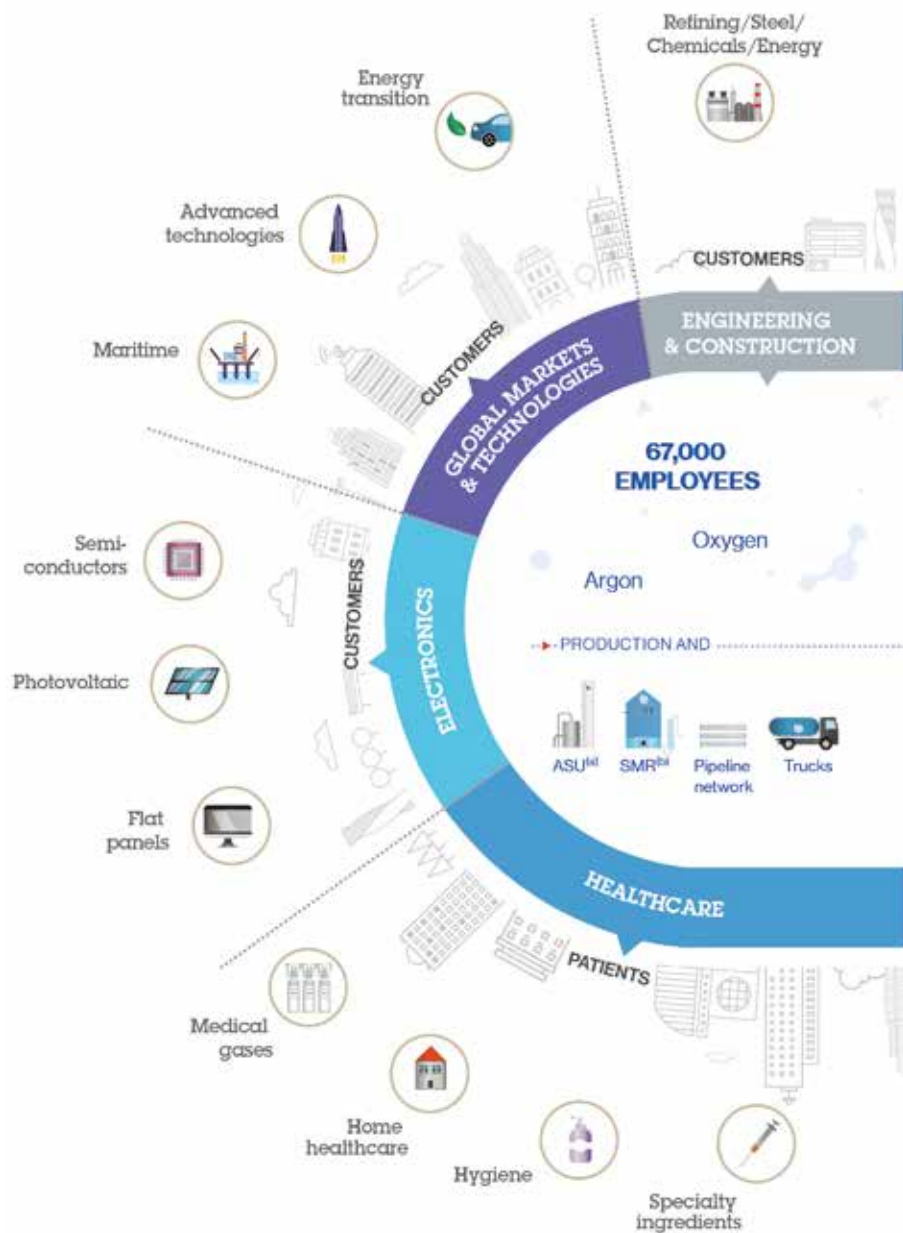 Refining/Steel/
Chemicals/Energy
Energy
transition
Advanced
technologies
Maritime
CUSTOMERS
ENGINEERING
& CONSTRUCTION
CUSTOMERS
GLOBAL MARKETS
& TECHNOLOGIES
67,000
EMPLOYEES
Oxygen
Argon
Semi-
conductors
CUSTOMERS
ELECTRONICS
PRODUCTION AND
Photovoltaic
ASU[a]
SMR[b]
Pipeline
network
Trucks
Flat
panels
HEALTHCARE
PATIENTS
Medical
gases
Home
healthcare
Hygiene
Specialty
ingredients